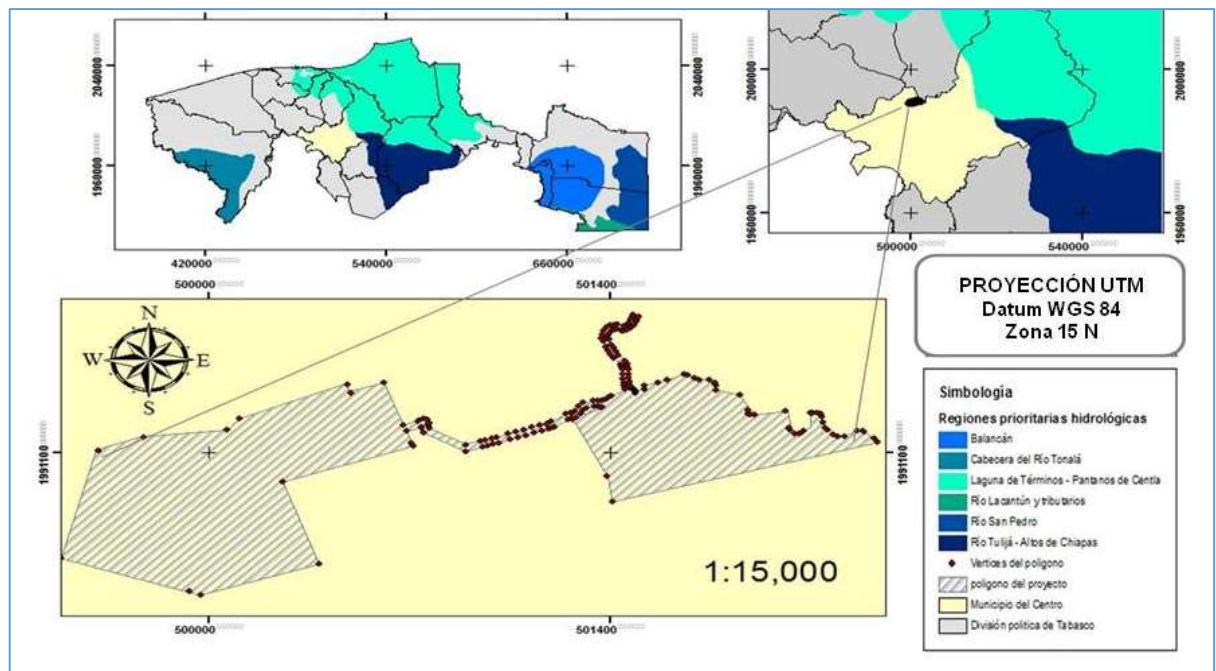 2040000
1960000
2040000
1960000
420000
540000
660000
2000000
1960000
2000000
1960000
500000
540000
PROYECCIÓN UTM
Datum WGS 84
Zona 15 N
500000
501400
N
W
E
S
1991100
1991100
1:15,000
500000
501400
Simbología
Regiones prioritarias hidrológicas
Balancán
Cabecera del Río Tonalá
Laguna de Términos - Pantanos de Centla
Río Lacantún y tributarios
Río San Pedro
Río Tulijá - Altos de Chiapas
Vertices del poligono
poligono del proyecto
Municipio del Centro
División politica de Tabasco